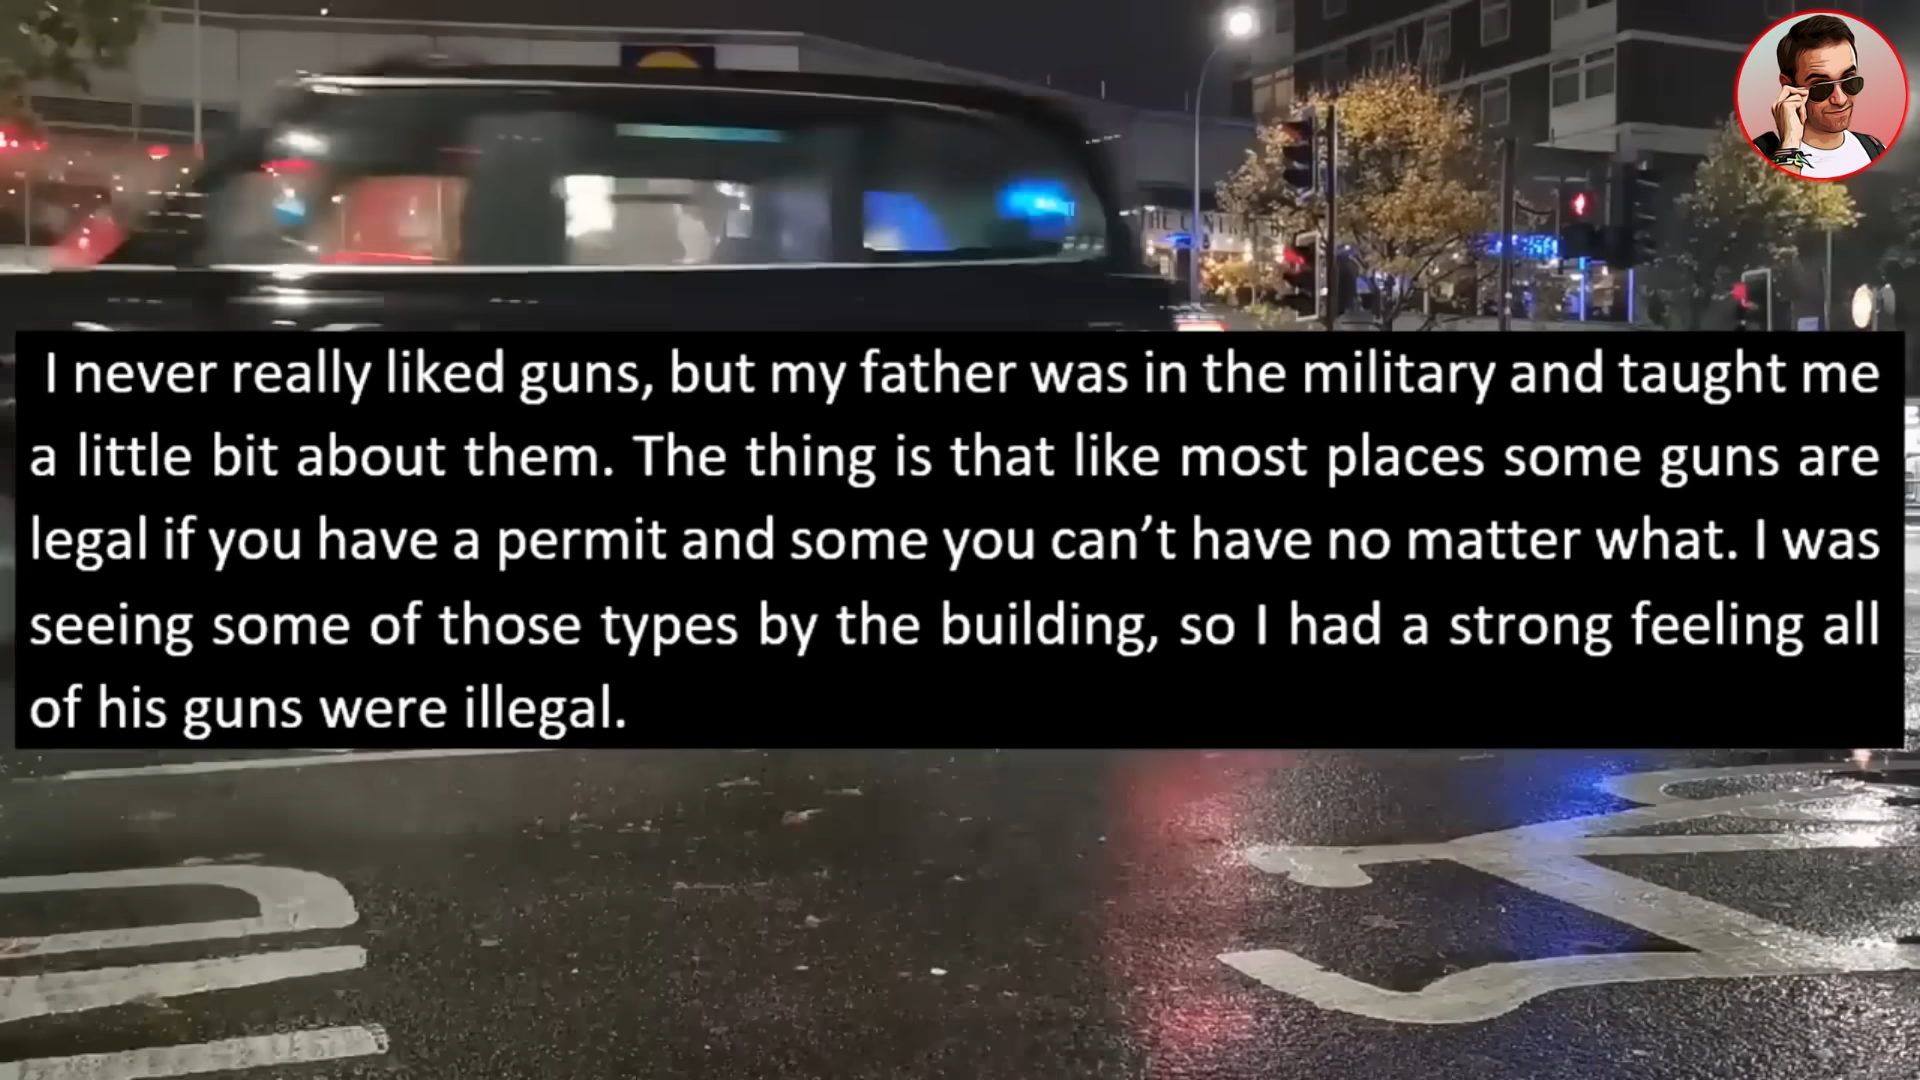 I never really liked guns, but my father was in the military and taught me
a little bit about them. The thing is that like most places some guns are
legal if you have a permit and some you can’t have no matter what. I was
seeing some of those types by the building, so I had a strong feeling all
of his guns were illegal.